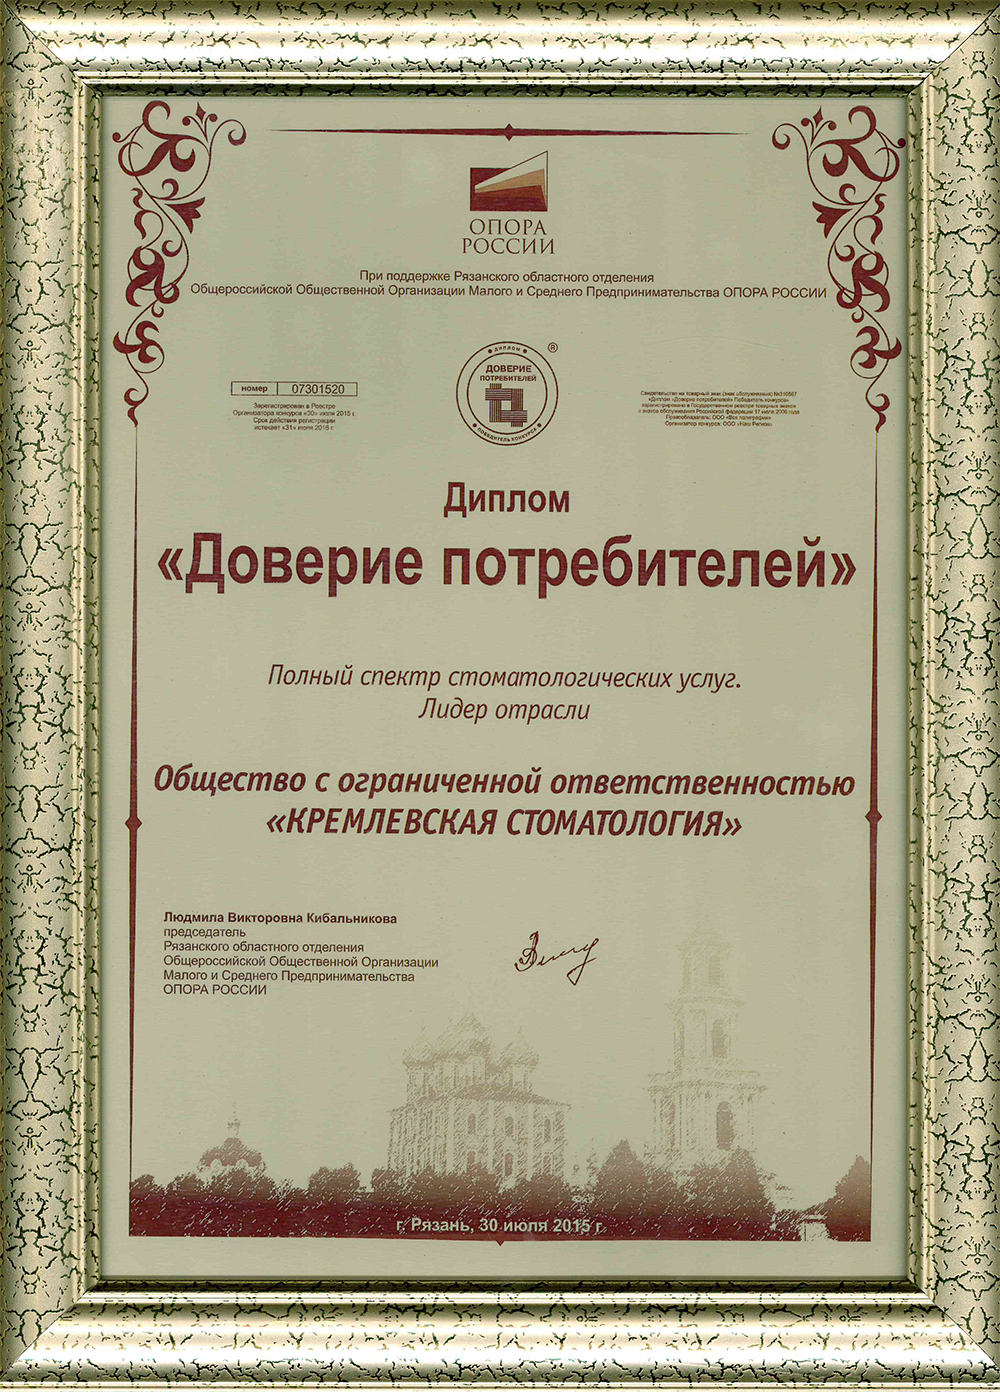 ОПОРА
РОССИИ
При поддержке Рязанского областного отделения
Общероссийской Общественной Организации Малого и Среднего Предпринимательства ОПОРА РОССИИ
номер 07301520
Зарегистрирован в Реестре
Организатора конкурсов «30» июля 2015 г.
Срок действия регистрации
истекает «31» июля 2016 г.
ДИПЛОМ
ДОВЕРИЕ
ПОТРЕБИТЕЛЕЙ
ПОБЕДИТЕЛЬ КОНКУРСА
®
Свидетельство на товарный знак (знак обслуживания) №310567
«Диплом «Доверие потребителей» Победитель конкурса»
зарегистрировано в Государственном реестре товарных знаков
и знаков обслуживания Российской федерации 17 июля 2006 года
Правообладатель: ООО «Вся полиграфия»
Организатор конкурса: ООО «Наш Регион»
Диплом
«Доверие потребителей»
Полный спектр стоматологических услуг.
Лидер отрасли
Общество с ограниченной ответственностью
«КРЕМЛЕВСКАЯ СТОМАТОЛОГИЯ»
Людмила Викторовна Кибальникова
председатель
Рязанского областного отделения
Общероссийской Общественной Организации
Малого и Среднего Предпринимательства
ОПОРА РОССИИ
г. Рязань, 30 июля 2015 г.